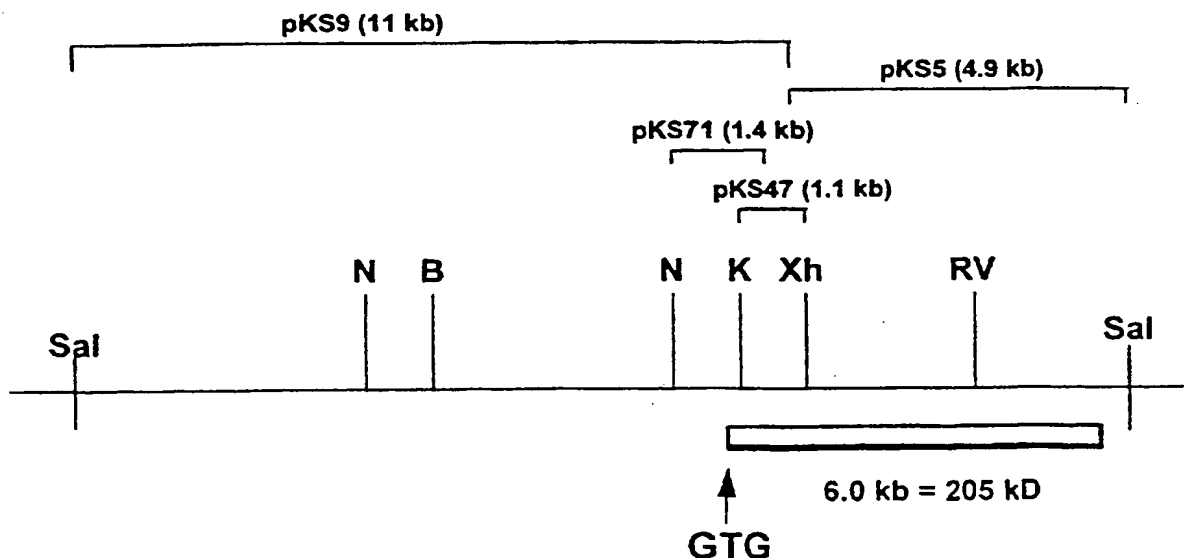 pKS9 (11 kb)
pKS5 (4.9 kb)
pKS71 (1.4 kb)
pKS47 (1.1 kb)
N B N K Xh RV
Sal Sal
6.0 kb = 205 kD
GTG